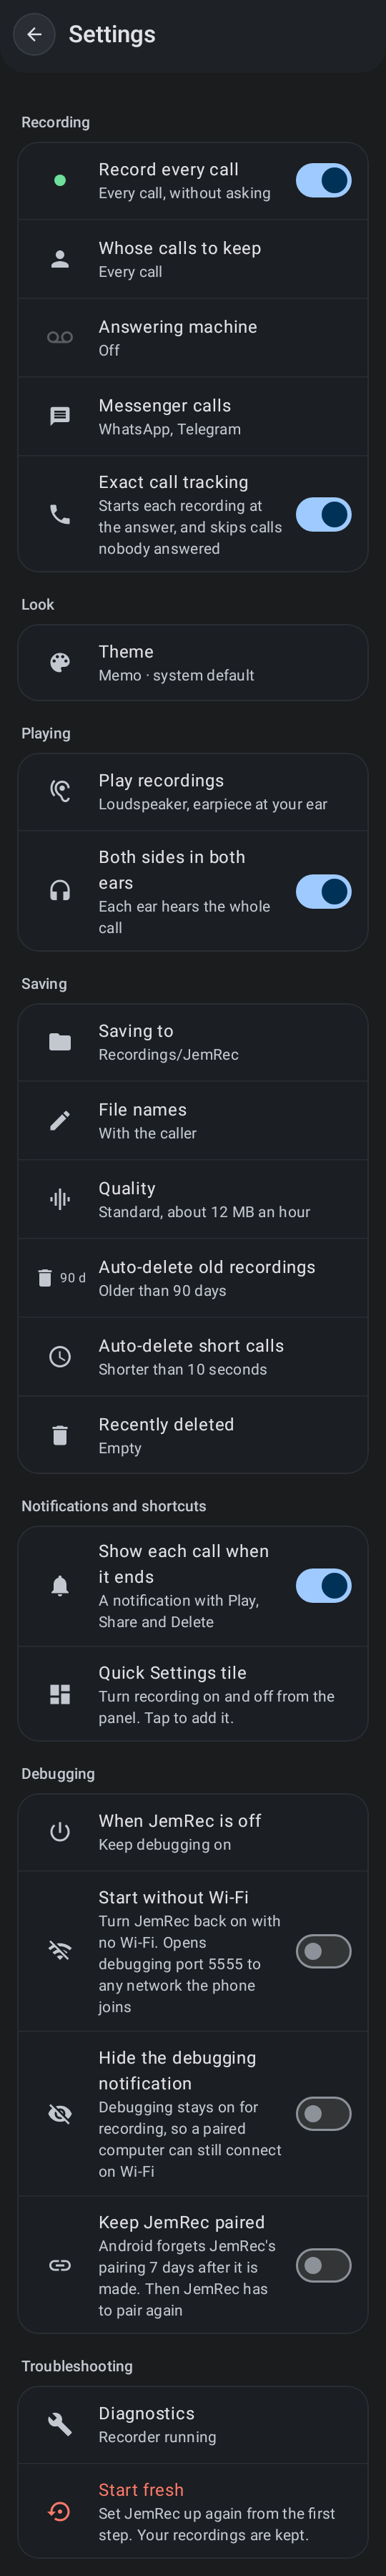 Settings
Recording
Record every call
Every call, without asking
Whose calls to keep
Every call
Answering machine
Off
Messenger calls
WhatsApp, Telegram
Exact call tracking
Starts each recording at
the answer, and skips calls
nobody answered
Look
Theme
Memo · system default
Playing
Play recordings
Loudspeaker, earpiece at your ear
Both sides in both
ears
Each ear hears the whole
call
Saving
Saving to
Recordings/JemRec
File names
With the caller
Quality
Standard, about 12 MB an hour
90 d
Auto-delete old recordings
Older than 90 days
Auto-delete short calls
Shorter than 10 seconds
Recently deleted
Empty
Notifications and shortcuts
Show each call when
it ends
A notification with Play,
Share and Delete
Quick Settings tile
Turn recording on and off from the
panel. Tap to add it.
Debugging
When JemRec is off
Keep debugging on
Start without Wi-Fi
Turn JemRec back on with
no Wi-Fi. Opens
debugging port 5555 to
any network the phone
joins
Hide the debugging
notification
Debugging stays on for
recording, so a paired
computer can still connect
on Wi-Fi
Keep JemRec paired
Android forgets JemRec's
pairing 7 days after it is
made. Then JemRec has
to pair again
Troubleshooting
Diagnostics
Recorder running
Start fresh
Set JemRec up again from the first
step. Your recordings are kept.